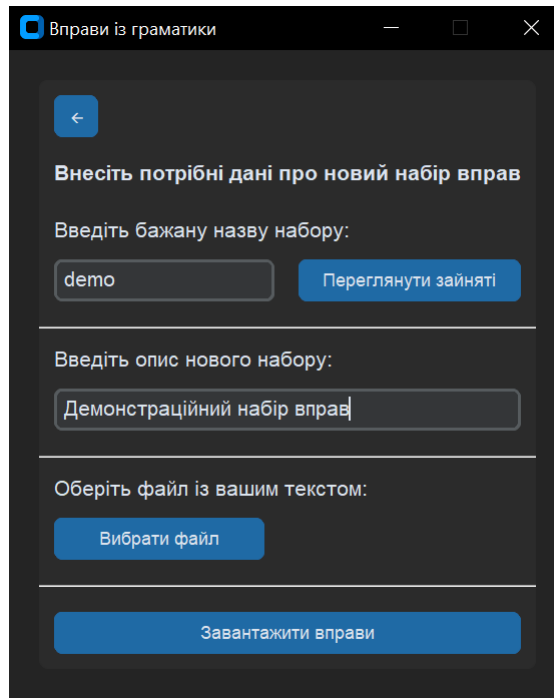 Вправи із граматики
←
Внесіть потрібні дані про новий набір вправ
Введіть бажану назву набору:
demo
Переглянути зайняті
Введіть опис нового набору:
Демонстраційний набір вправ
Оберіть файл із вашим текстом:
Вибрати файл
Завантажити вправи